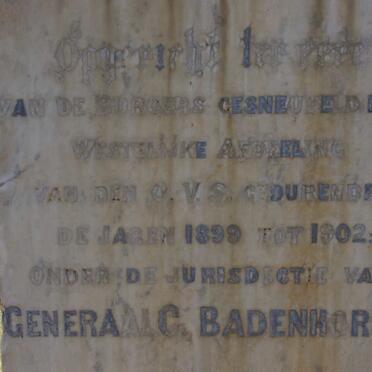 Opgericht ter eere
VAN DE BURGERS GESNEUVELD
WESTELIJKE AFDEELING
VAN DEN O.V.S. GEDURENDE
DE JAREN 1899 TOT 1902:
ONDER DE JURISDICTIE VA
GENERAAL C. BADENHOR